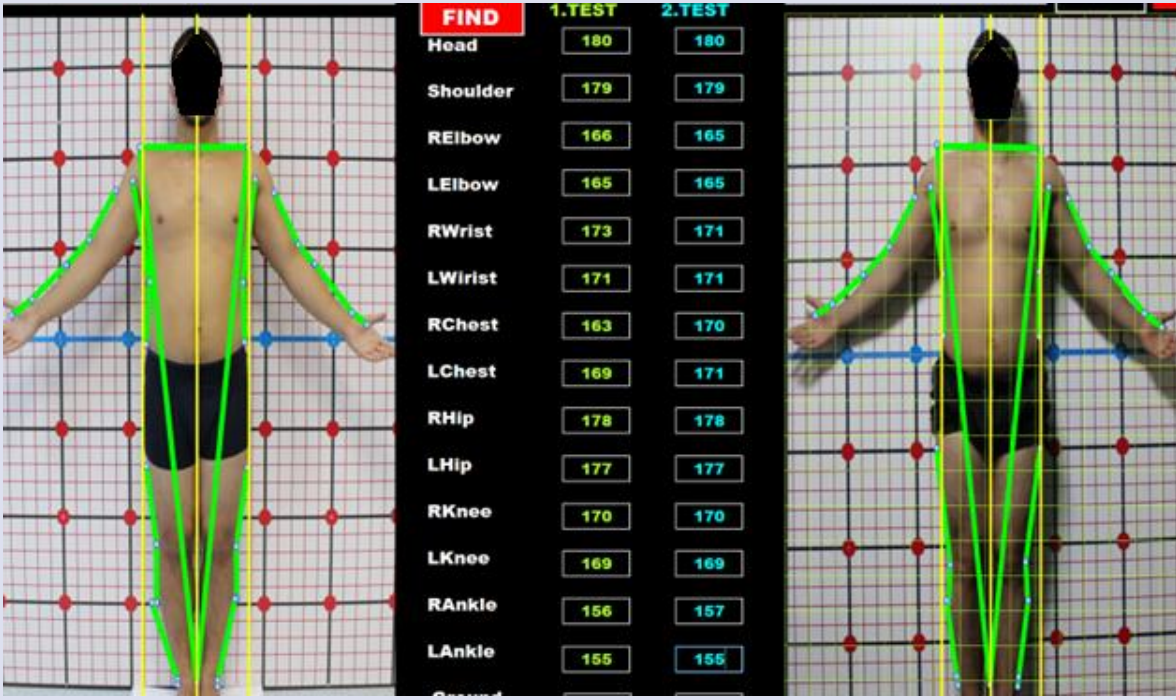 FIND 1.TEST 2.TEST
Head 180 180
Shoulder 179 179
RElbow 166 165
LElbow 165 165
RWrist 173 171
LWirist 171 171
RChest 163 170
LChest 169 171
RHip 178 178
LHip 177 177
RKnee 170 170
LKnee 169 169
RAnkle 156 157
LAnkle 155 155